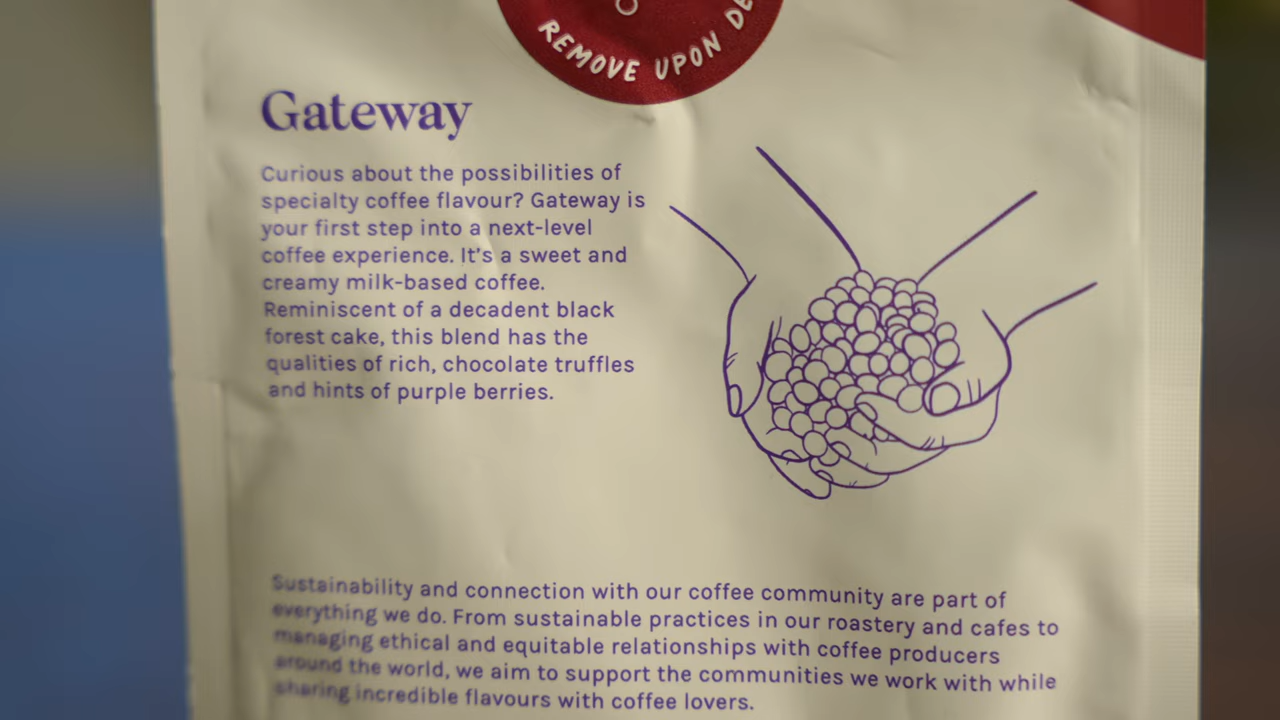 REMOVE UPON
Gateway
Curious about the possibilities of
specialty coffee flavour? Gateway is
your first step into a next-level
coffee experience. It's a sweet and
creamy milk-based coffee.
Reminiscent of a decadent black
forest cake, this blend has the
qualities of rich, chocolate truffles
and hints of purple berries.
Sustainability and connection with our coffee community are part of
everything we do. From sustainable practices in our roastery and cafes to
managing ethical and equitable relationships with coffee producers
around the world, we aim to support the communities we work with while
sharing incredible flavours with coffee lovers.